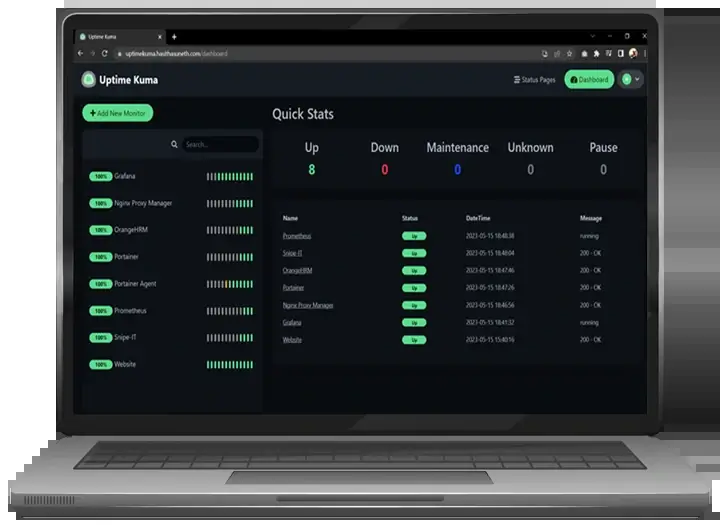 Uptime Kuma
uptimekuma.hasthasuneth.com/dashboard
Uptime Kuma
Status Pages
Dashboard
Add New Monitor
Quick Stats
Search...
Up Down Maintenance Unknown Pause
8 0 0 0 0
100% Grafana
100% Nginx Proxy Manager
100% OrangeHRM
100% Portainer
100% Portainer Agent
100% Prometheus
100% Snipe-IT
100% Website
Name Status DateTime Message
Prometheus Up 2023-05-15 18:48:38 running
Snipe-IT Up 2023-05-15 18:48:04 200 - OK
OrangeHRM Up 2023-05-15 18:47:46 200 - OK
Portainer Up 2023-05-15 18:47:26 200 - OK
Nginx Proxy Manager Up 2023-05-15 18:46:56 200 - OK
Grafana Up 2023-05-15 18:41:32 running
Website Up 2023-05-15 15:40:16 200 - OK